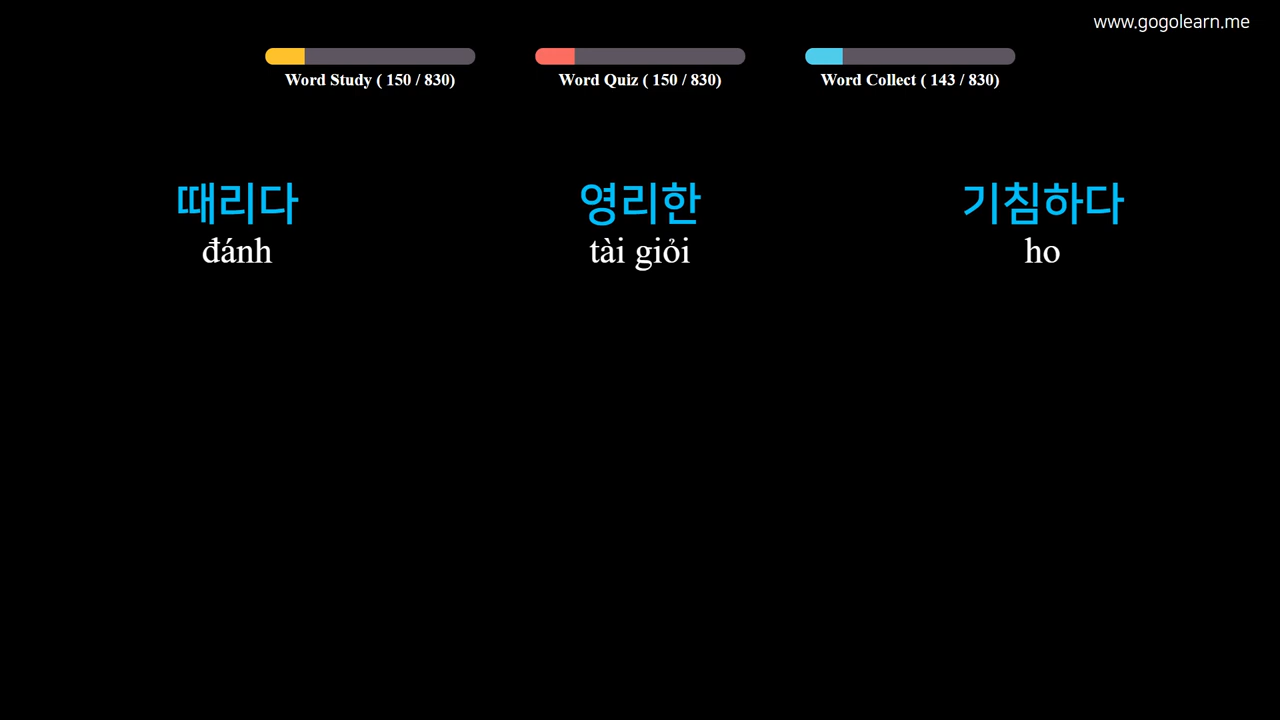 www.gogolearn.me
Word Study ( 150 / 830)
Word Quiz ( 150 / 830)
Word Collect ( 143 / 830)
때리다
영리한
기침하다
đánh
tài giỏi
ho